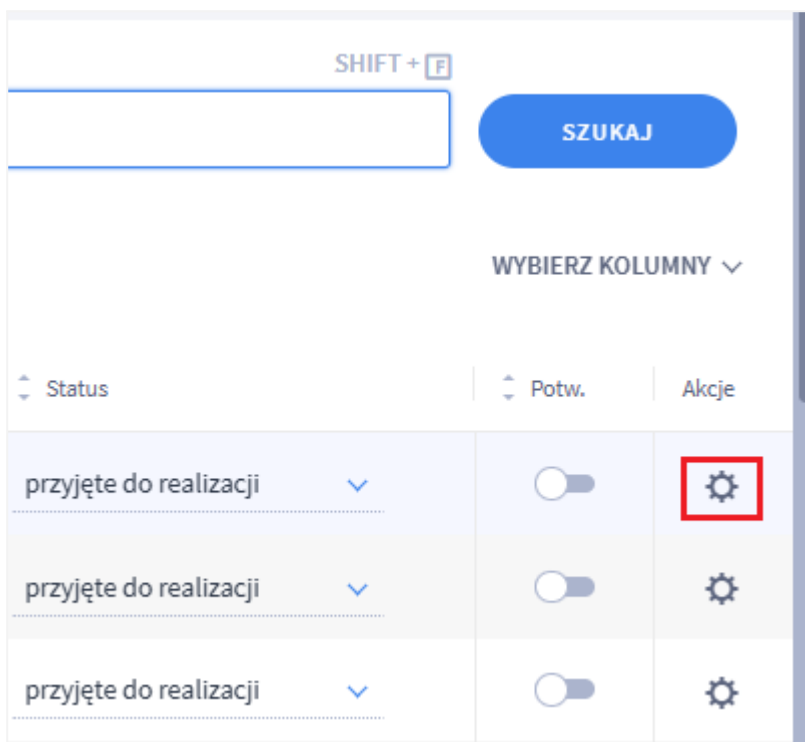 SHIFT + F
SZUKAJ
WYBIERZ KOLUMNY
Status Potw. Akcje
przyjęte do realizacji
przyjęte do realizacji
przyjęte do realizacji